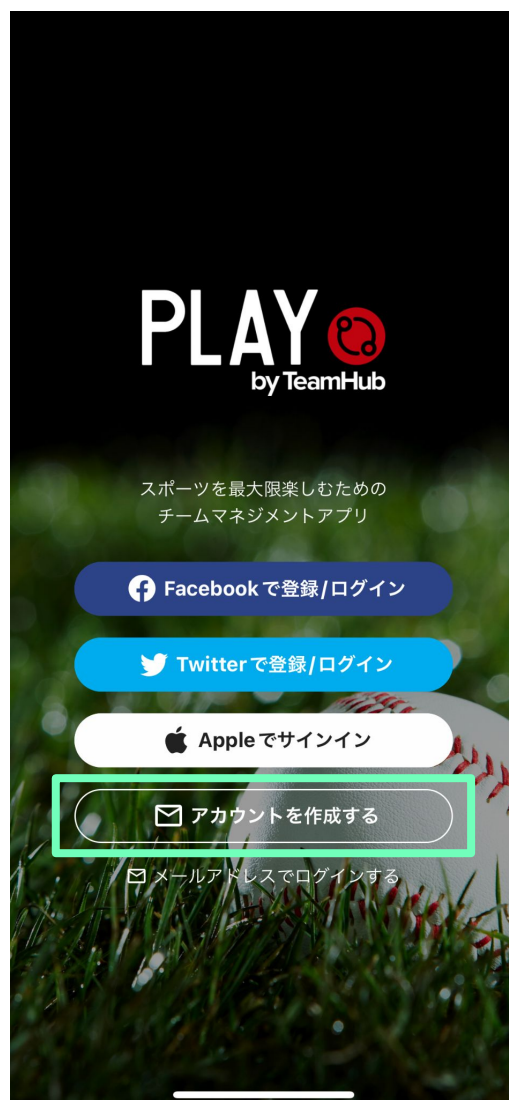 PLAY
by TeamHub
スポーツを最大限楽しむための
チームマネジメントアプリ
Facebookで登録/ログイン
Twitterで登録/ログイン
Appleでサインイン
アカウントを作成する
メールアドレスでログインする